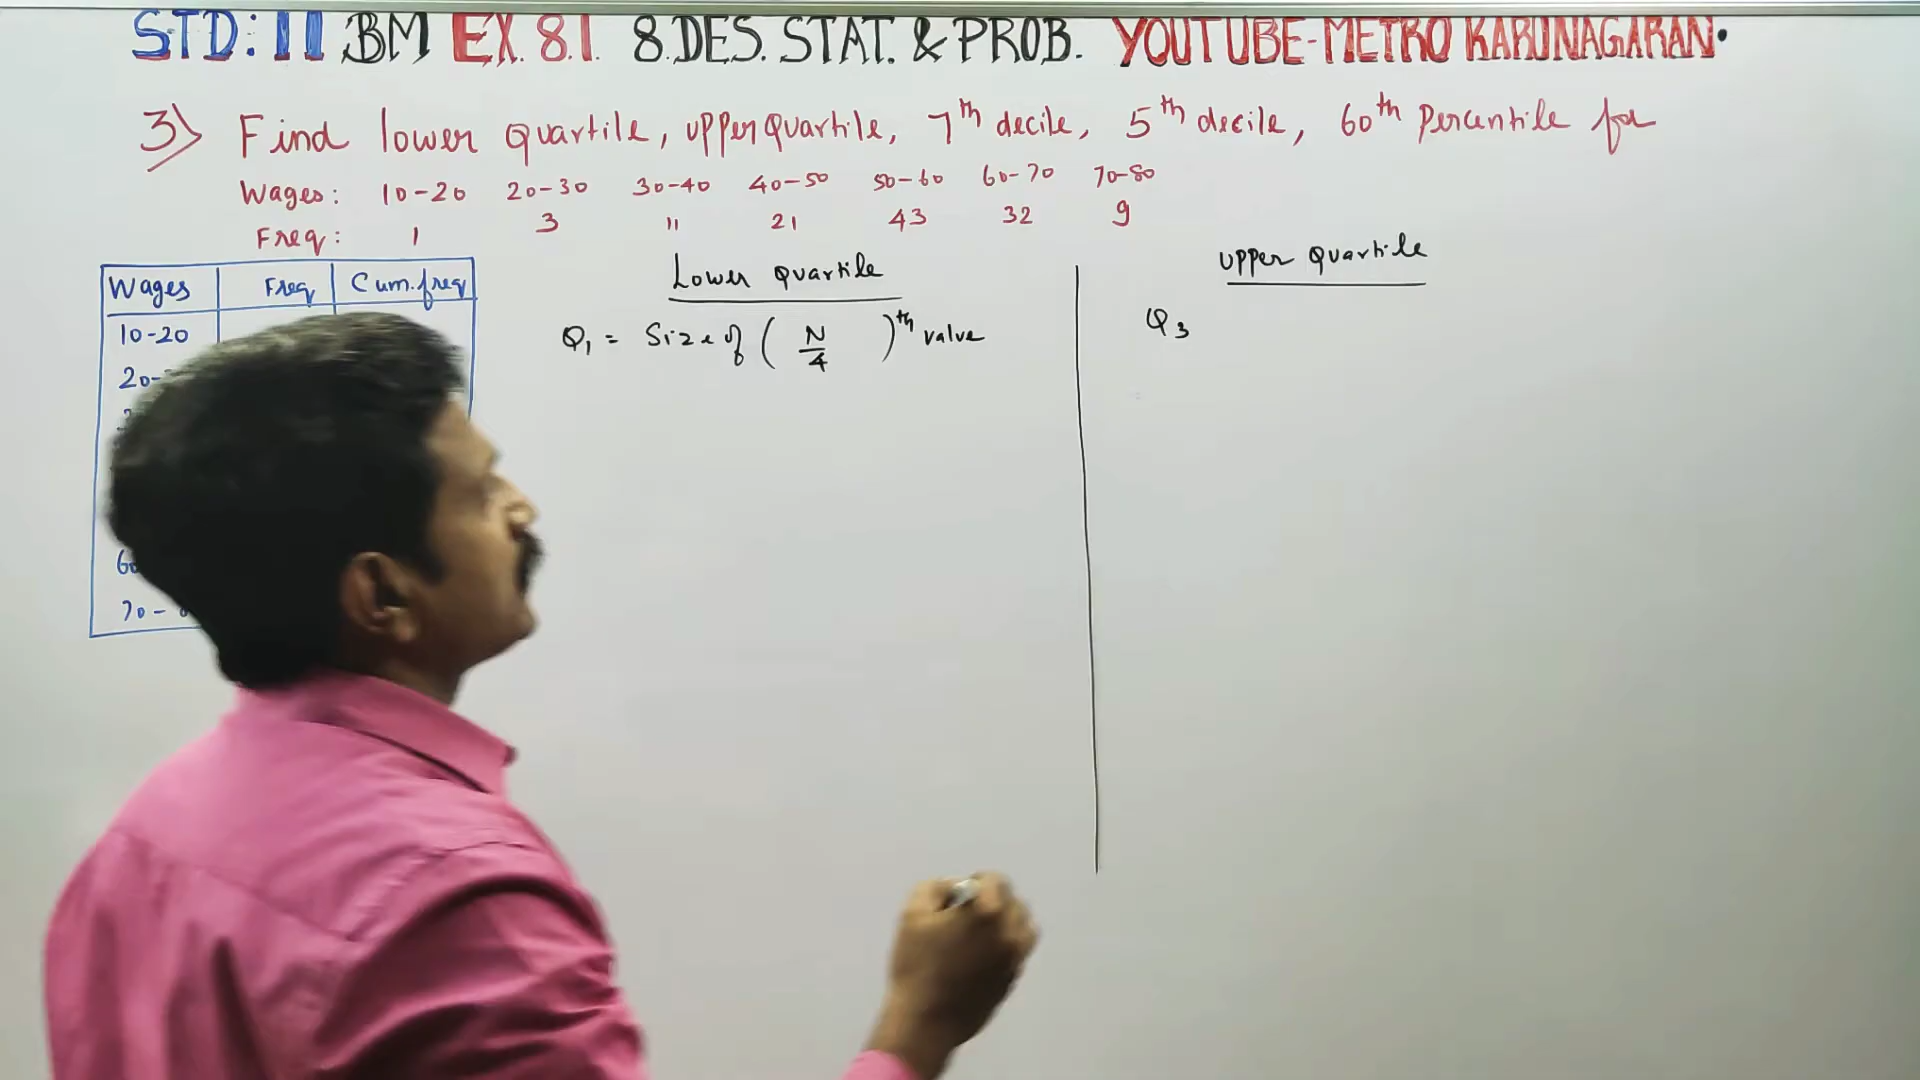 STD: 11 BM EX. 8.1. 8.DES. STAT. & PROB. YOUTUBE-METRO KARUNAGARAN.
3) Find lower quartile, upper quartile, 7th decile, 5th decile, 60th Percentile for
Wages: 10-20 20-30 30-40 40-50 50-60 60-70 70-80
Freq: 1 3 11 21 43 32 9
Wages Freq Cum.freq
10-20
20-
70-
Lower Quartile
Q1 = Size of (N/4)th value
Upper Quartile
Q3